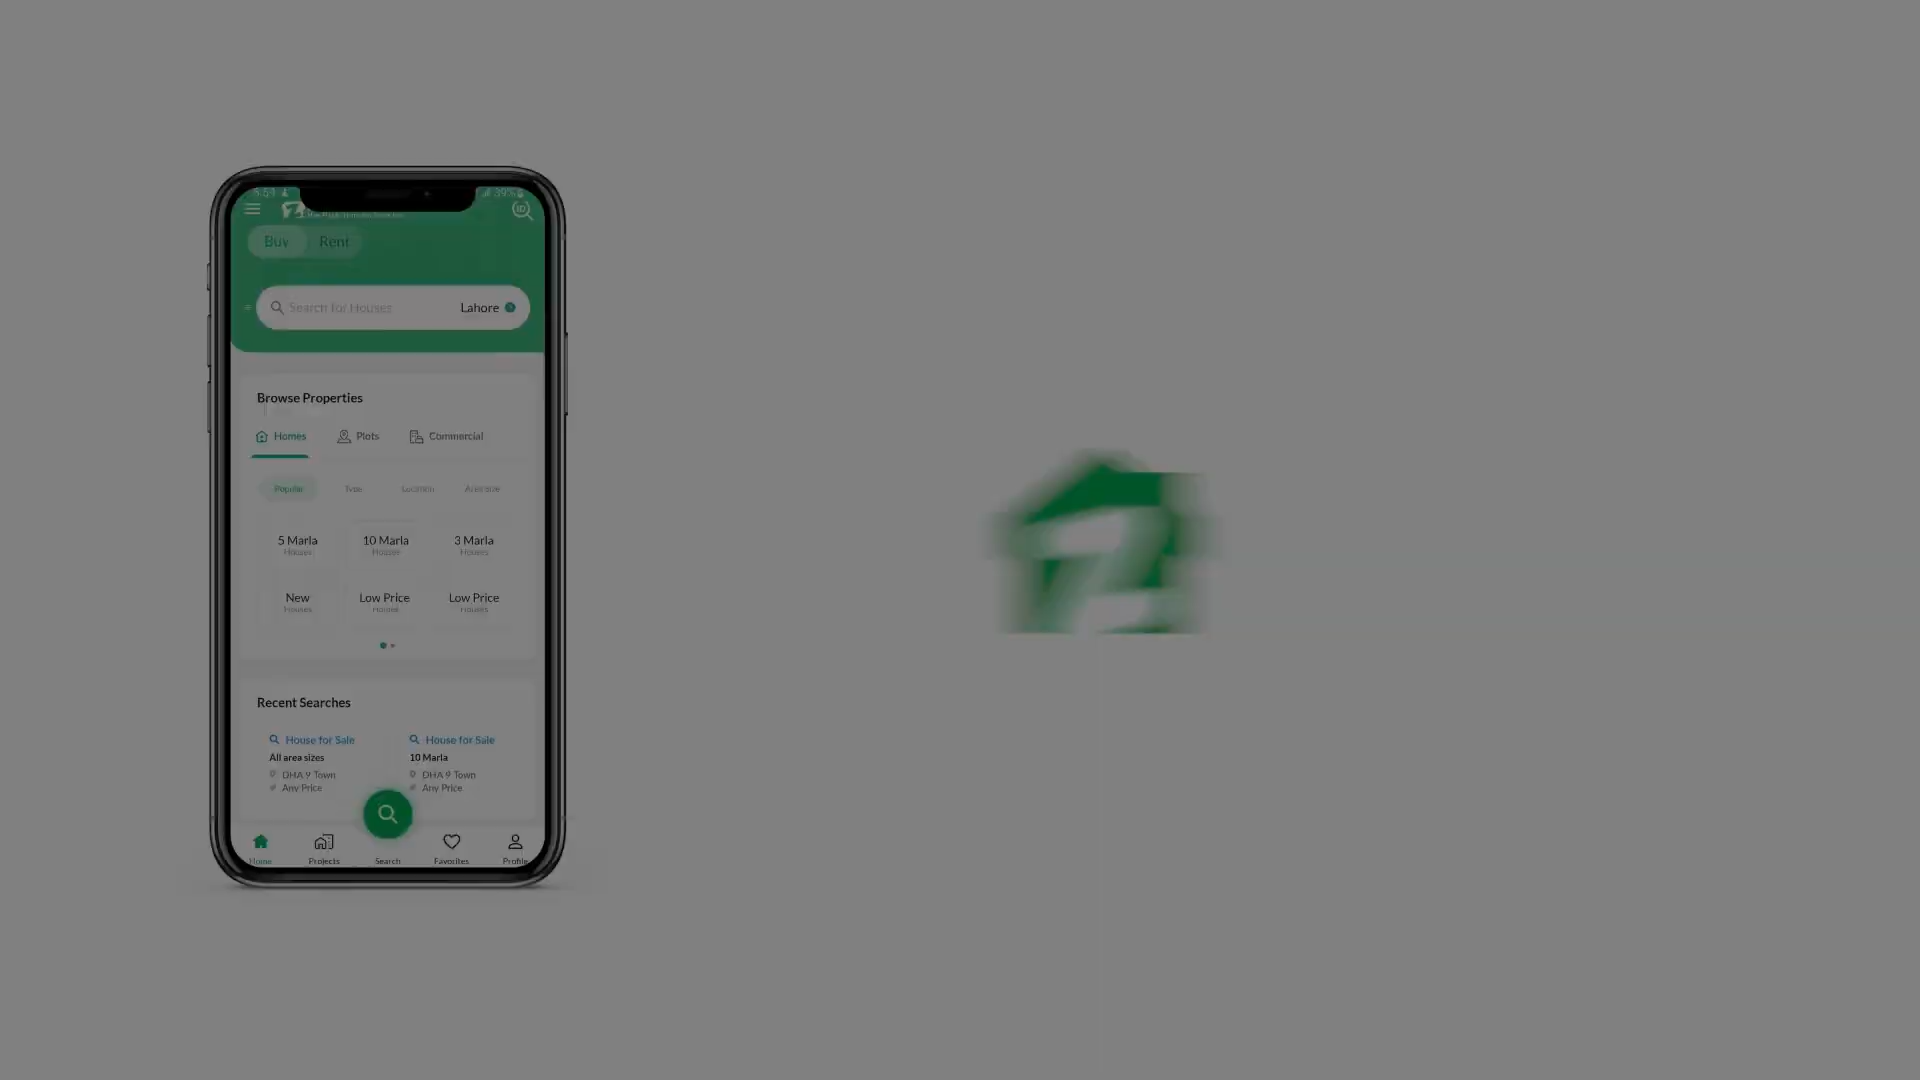 Buy Rent
Search for Houses Lahore
Browse Properties
Homes Plots Commercial
Popular Type Location Area Size
5 Marla 10 Marla 3 Marla
Houses Houses Houses
New Low Price Low Price
Houses Houses Houses
Recent Searches
House for Sale House for Sale
All area sizes 10 Marla
DHA 9 Town DHA 9 Town
Any Price Any Price
Home Projects Search Favorites Profile